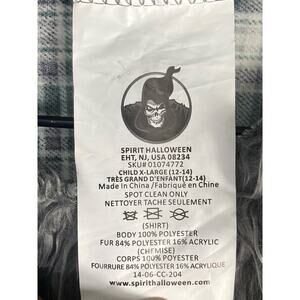 SPIRIT HALLOWEEN
EHT, NJ, USA 08234
SKU# 01074772
CHILD X-LARGE (12-14)
TRÈS GRAND D'ENFANT(12-14)
Made In China /Fabriqué en Chine
SPOT CLEAN ONLY
NETTOYER TACHE SEULEMENT
(SHIRT)
BODY 100% POLYESTER
FUR 84% POLYESTER 16% ACRYLIC
(CHEMISE)
CORPS 100% POLYESTER
FOURRURE 84% POLYESTER 16% ACRYLIQUE
14-06-CC-204
www.spirithalloween.com